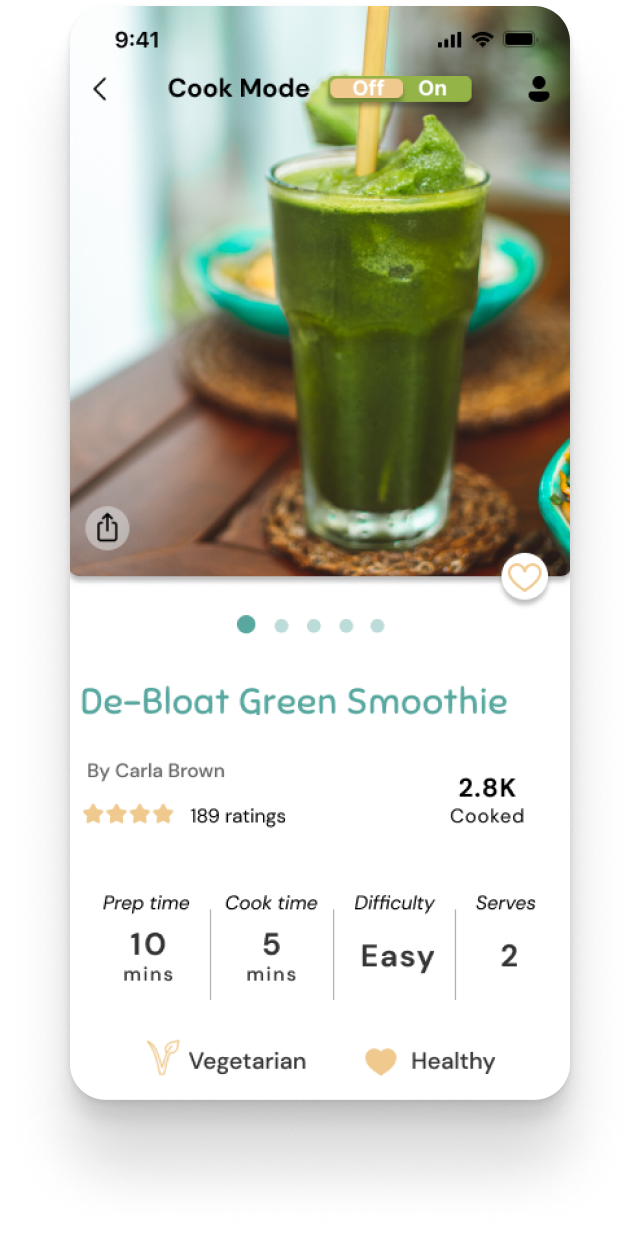 9:41
Cook Mode Off On
De-Bloat Green Smoothie
By Carla Brown
189 ratings
2.8K
Cooked
Prep time Cook time Difficulty Serves
10 5 Easy 2
mins mins
Vegetarian Healthy